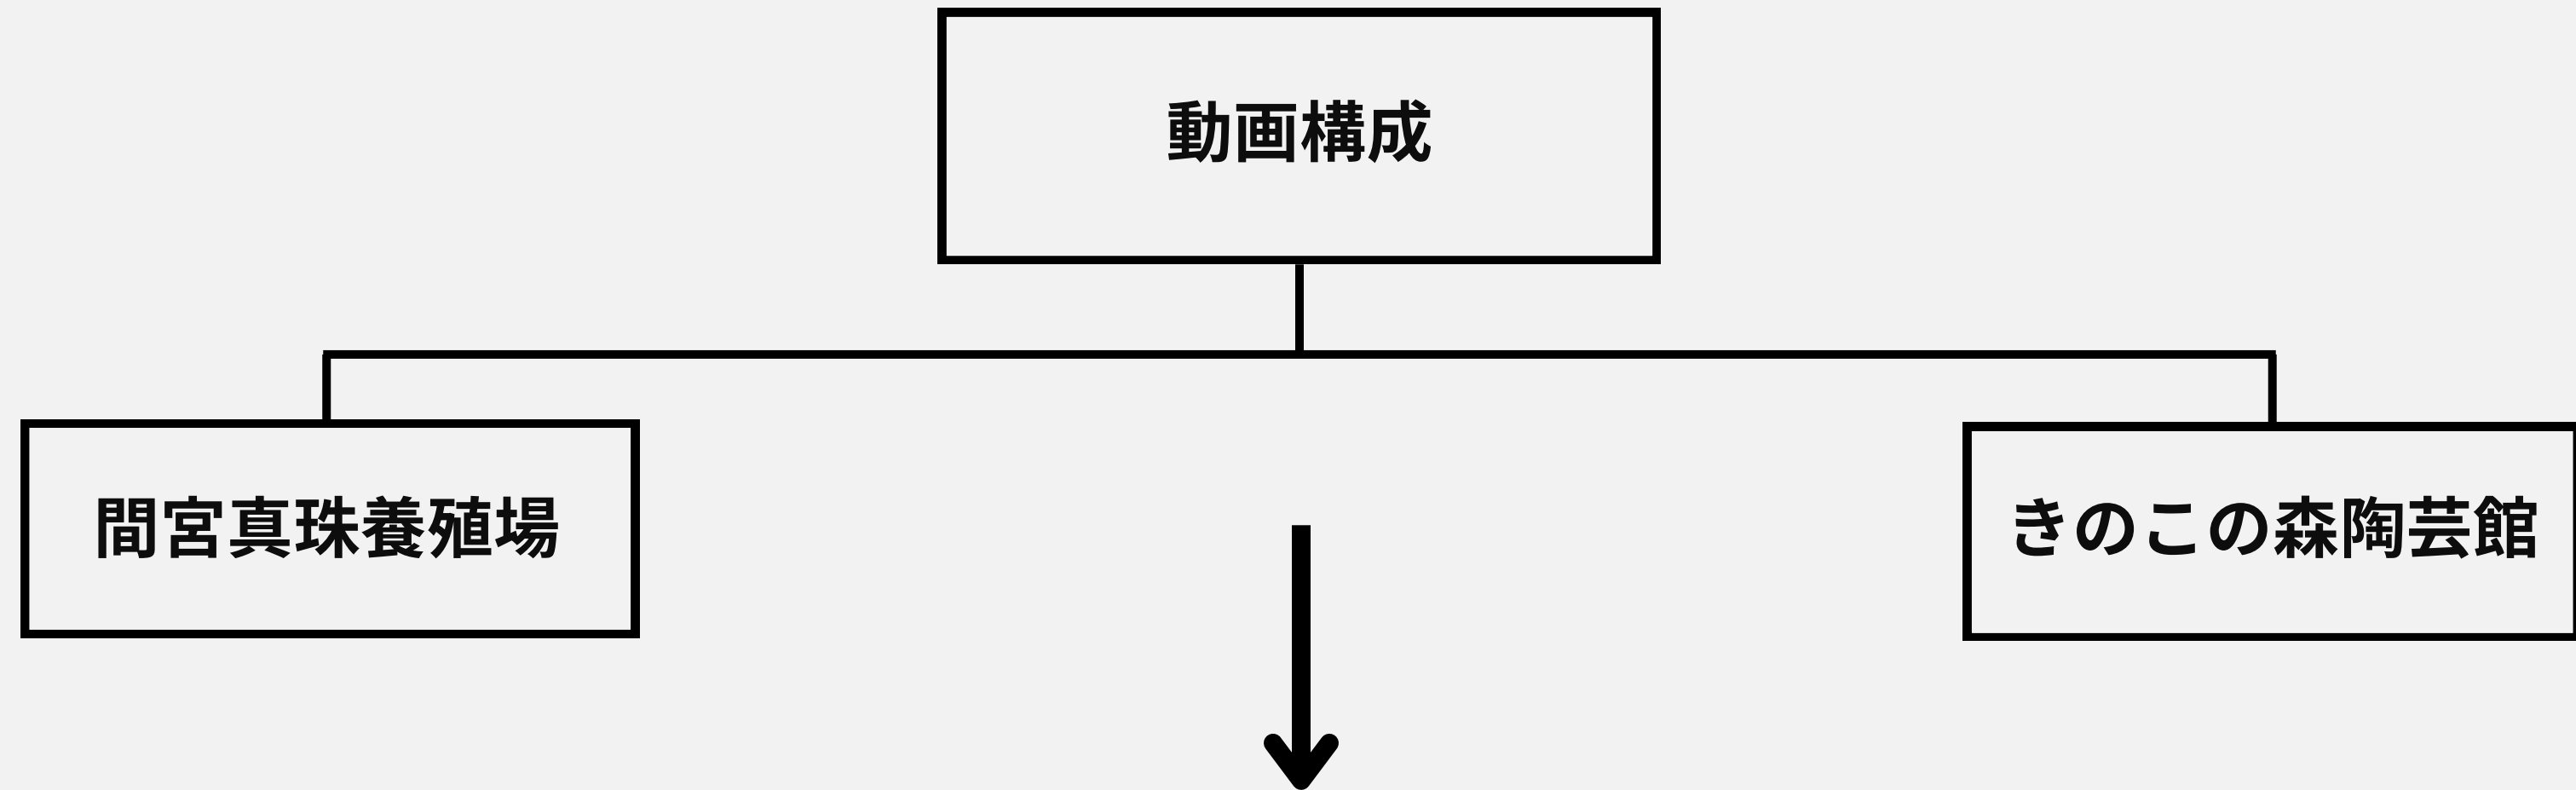 動画構成
間宮真珠養殖場
きのこの森陶芸館